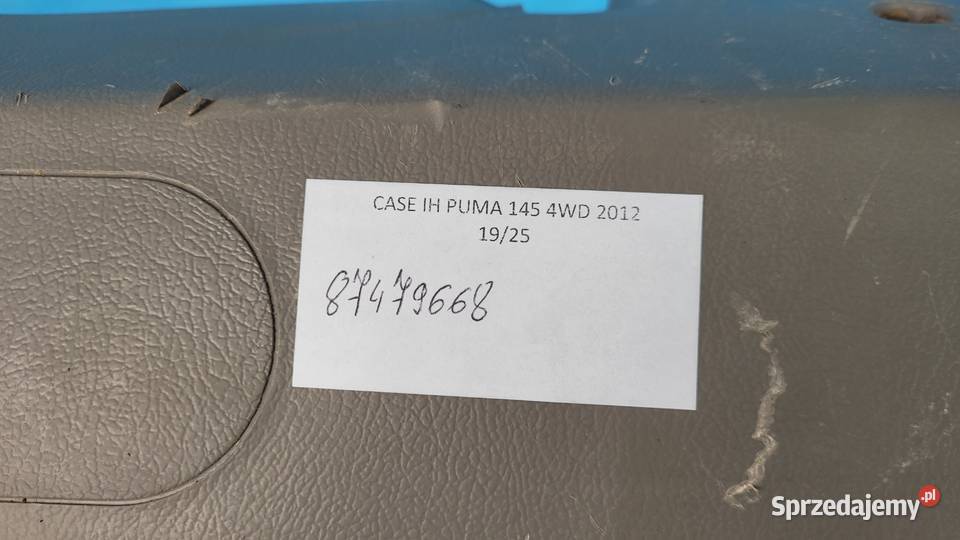 CASE IH PUMA 145 4WD 2012
19/25
87479668
Sprzedajemy.pl